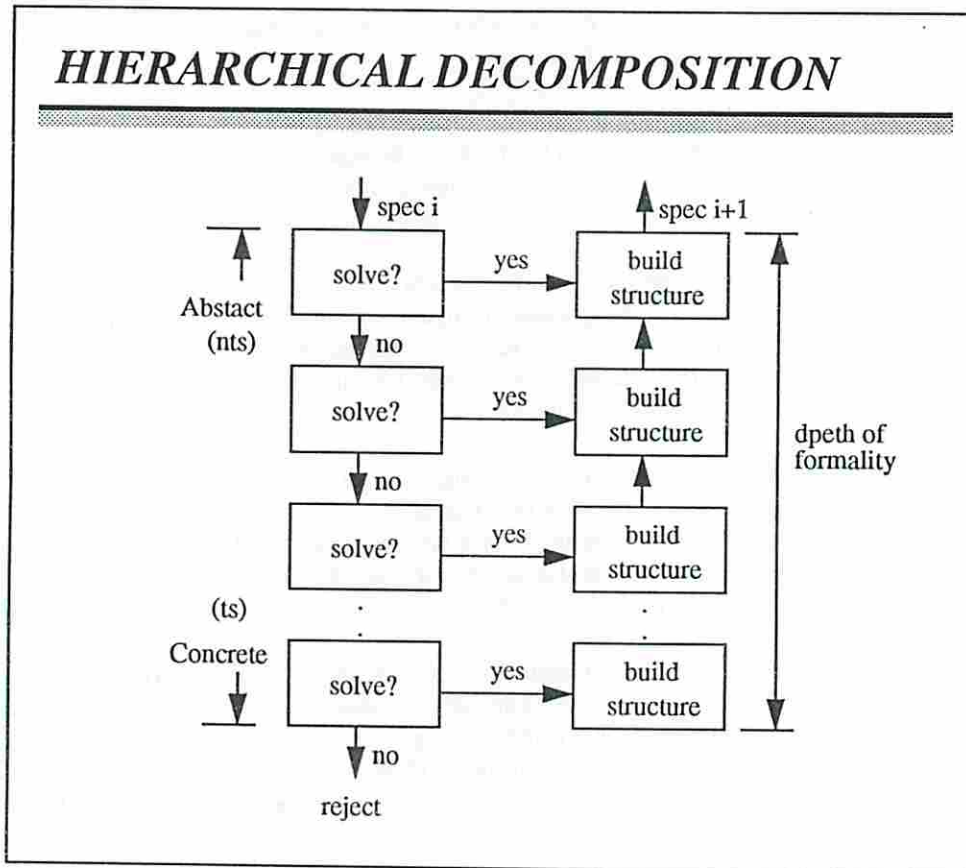 HIERARCHICAL DECOMPOSITION
spec i
spec i+1
solve?
yes
build
structure
Abstact
(nts)
no
solve?
yes
build
structure
dpeth of
formality
no
solve?
yes
build
structure
(ts)
Concrete
solve?
yes
build
structure
no
reject